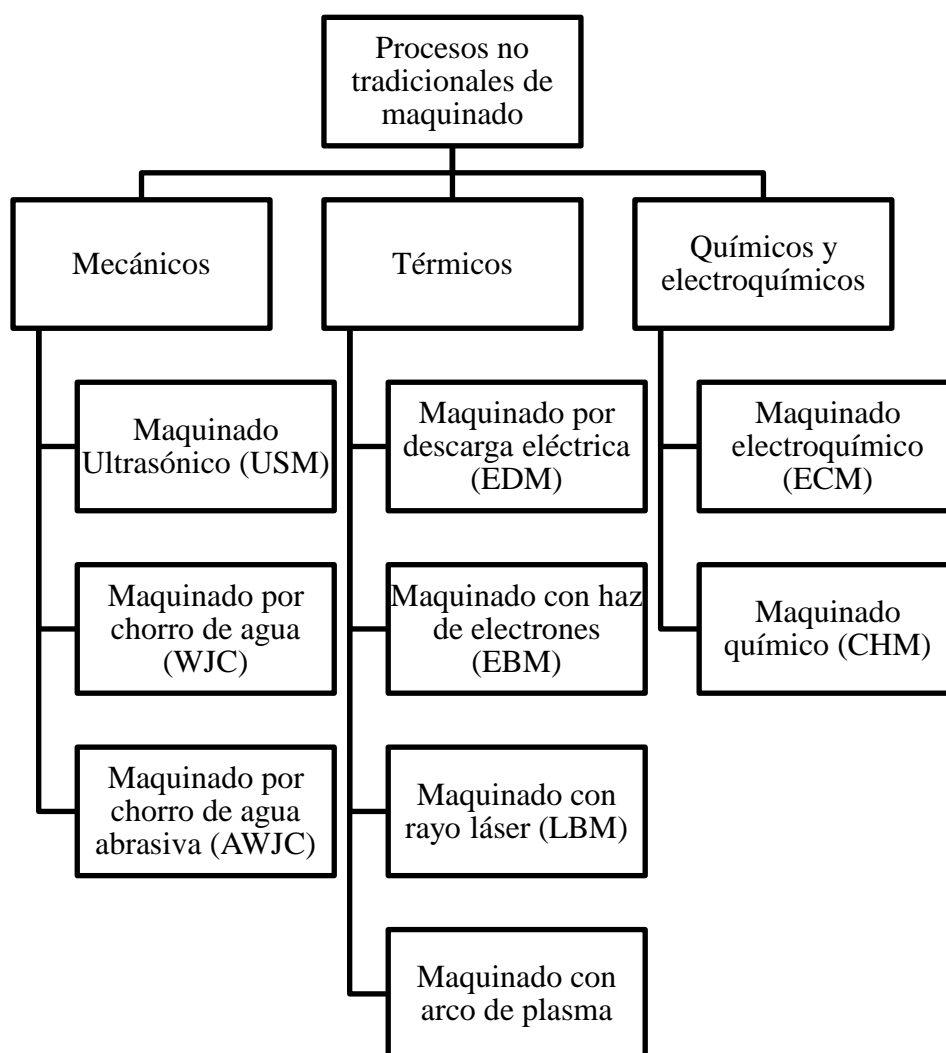 Procesos no
tradicionales de
maquinado
Mecánicos
Térmicos
Químicos y
electroquímicos
Maquinado
Ultrasónico (USM)
Maquinado por
chorro de agua
(WJC)
Maquinado por
chorro de agua
abrasiva (AWJC)
Maquinado por
descarga eléctrica
(EDM)
Maquinado con haz
de electrones
(EBM)
Maquinado con
rayo láser (LBM)
Maquinado con
arco de plasma
Maquinado
electroquímico
(ECM)
Maquinado
químico (CHM)